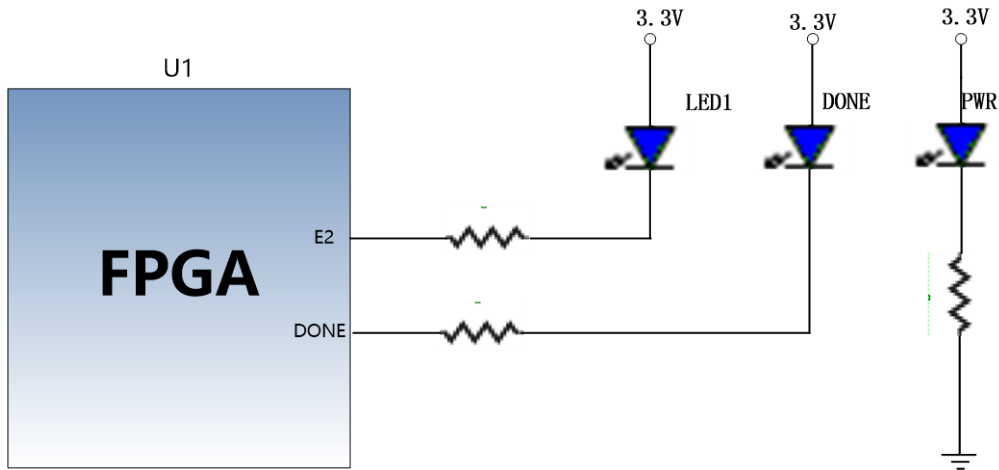 3.3V
3.3V
3.3V
U1
LED1
DONE
PWR
E2
FPGA
DONE